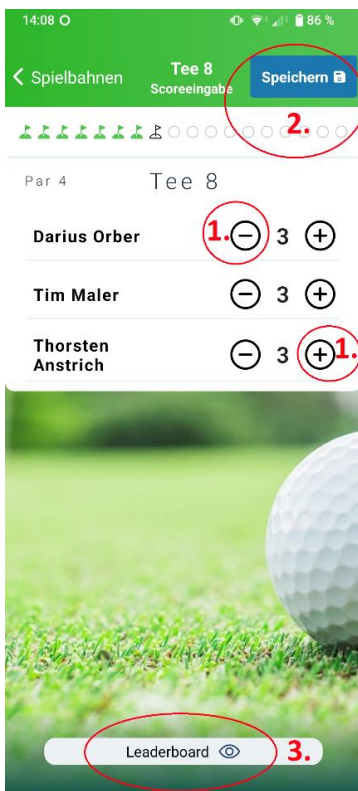 14:08
86 %
Spielbahnen
Tee 8
Scoreeingabe
Speichern
2.
Par 4
Tee 8
Darius Orber
1.
3
Tim Maler
3
Thorsten
Anstrich
3
1.
Leaderboard
3.